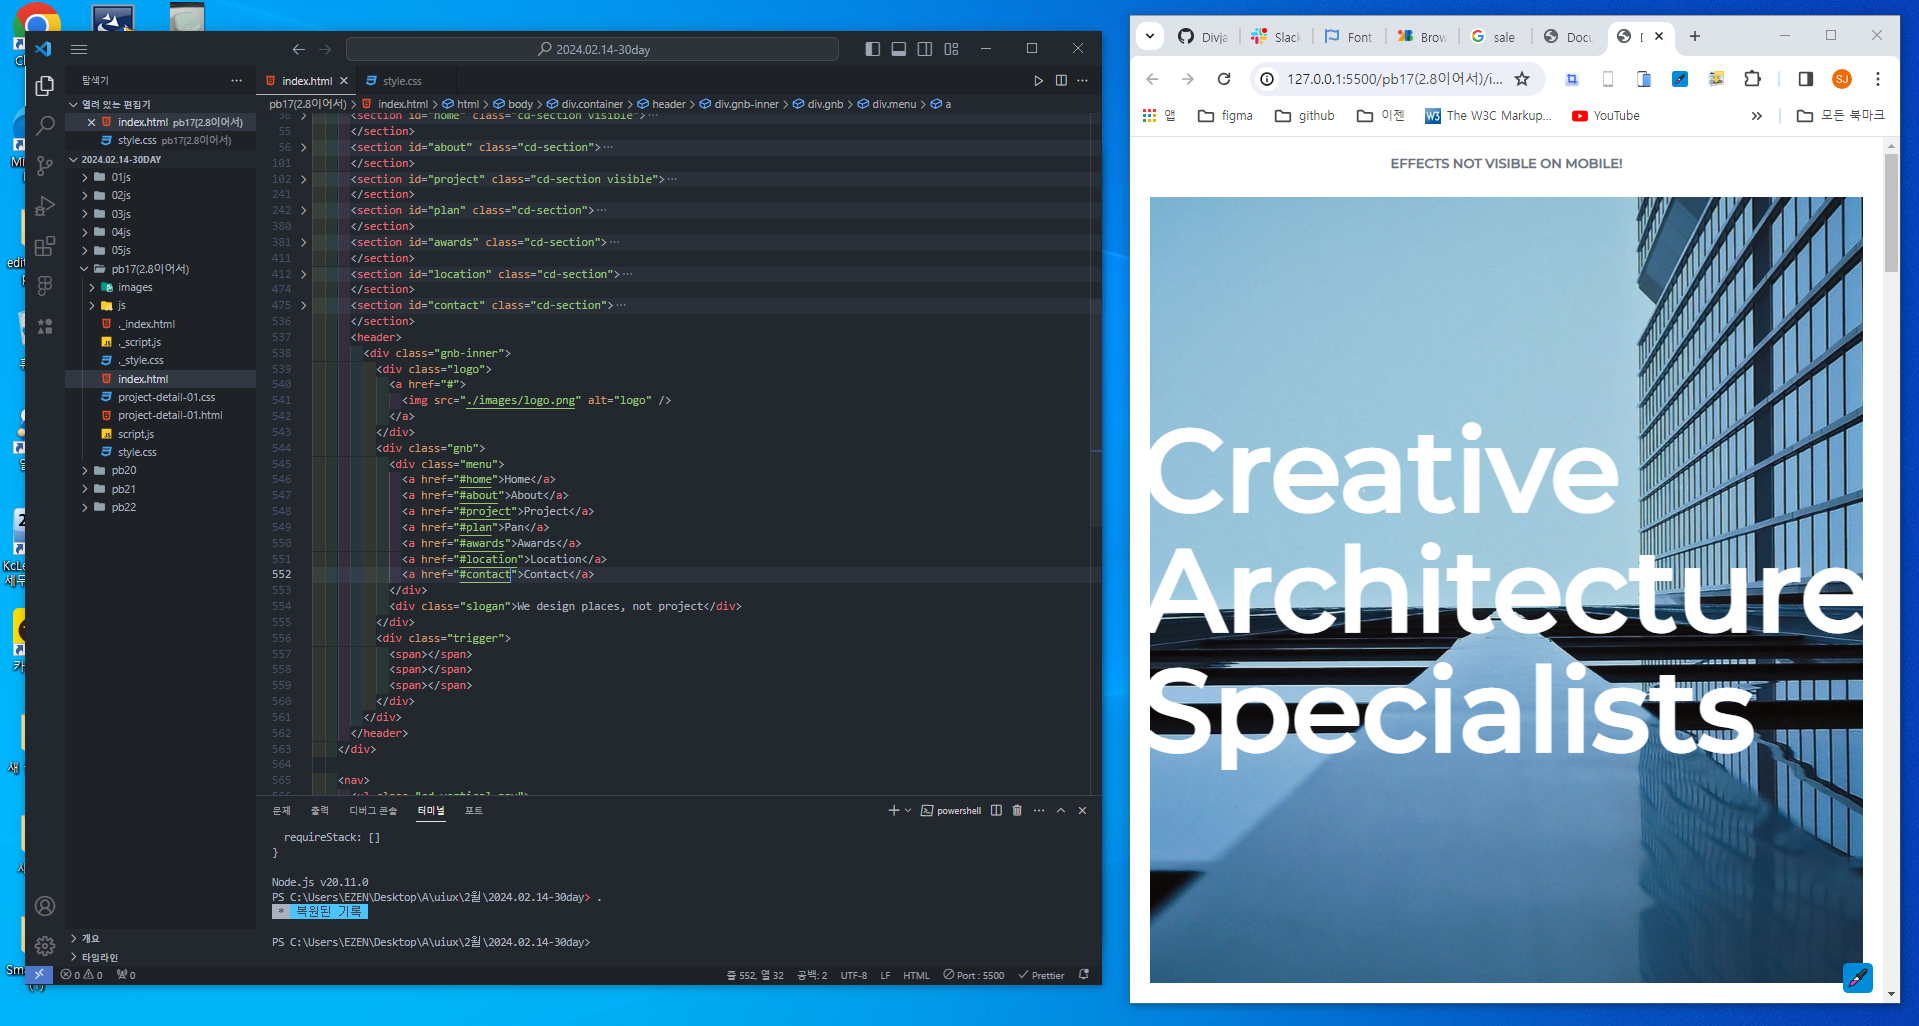 2024.02.14-30day
탐색기
열려 있는 편집기
index.html pb17(2.8이어서)
style.css pb17(2.8이어서)
2024.02.14-30DAY
01js
02js
03js
04js
05js
pb17(2.8이어서)
images
js
._index.html
._script.js
._style.css
index.html
project-detail-01.css
project-detail-01.html
script.js
style.css
pb20
pb21
pb22
개요
타임라인
index.html
style.css
pb17(2.8이어서) > index.html > html > body > div.container > header > div.gnb-inner > div.gnb > div.menu > a
<section id="home" class="cd-section visible">···
55 </section>
56 <section id="about" class="cd-section">···
101 </section>
102 <section id="project" class="cd-section visible">···
241 </section>
242 <section id="plan" class="cd-section">···
380 </section>
381 <section id="awards" class="cd-section">···
411 </section>
412 <section id="location" class="cd-section">···
474 </section>
475 <section id="contact" class="cd-section">···
536 </section>
537 <header>
538 <div class="gnb-inner">
539 <div class="logo">
540 <a href="#">
541 <img src="./images/logo.png" alt="logo" />
542 </a>
543 </div>
544 <div class="gnb">
545 <div class="menu">
546 <a href="#home">Home</a>
547 <a href="#about">About</a>
548 <a href="#project">Project</a>
549 <a href="#plan">Pan</a>
550 <a href="#awards">Awards</a>
551 <a href="#location">Location</a>
552 <a href="#contact">Contact</a>
553 </div>
554 <div class="slogan">We design places, not project</div>
555 </div>
556 <div class="trigger">
557 <span></span>
558 <span></span>
559 <span></span>
560 </div>
561 </div>
562 </header>
563 </div>
564
565 <nav>
문제 출력 디버그 콘솔 터미널 포트
powershell
requireStack: []
}
Node.js v20.11.0
PS C:\Users\EZEN\Desktop\A\uiux\2월\2024.02.14-30day> .
* 복원된 기록
PS C:\Users\EZEN\Desktop\A\uiux\2월\2024.02.14-30day>
0 0 0
줄 552, 열 32 공백: 2 UTF-8 LF HTML Port : 5500 Prettier
Divja Slack Font Brow sale Docu
127.0.0.1:5500/pb17(2.8이어서)/i...
SJ
앱 figma github 이젠 The W3C Markup... YouTube
모든 북마크
EFFECTS NOT VISIBLE ON MOBILE!
Creative
Architecture
Specialists